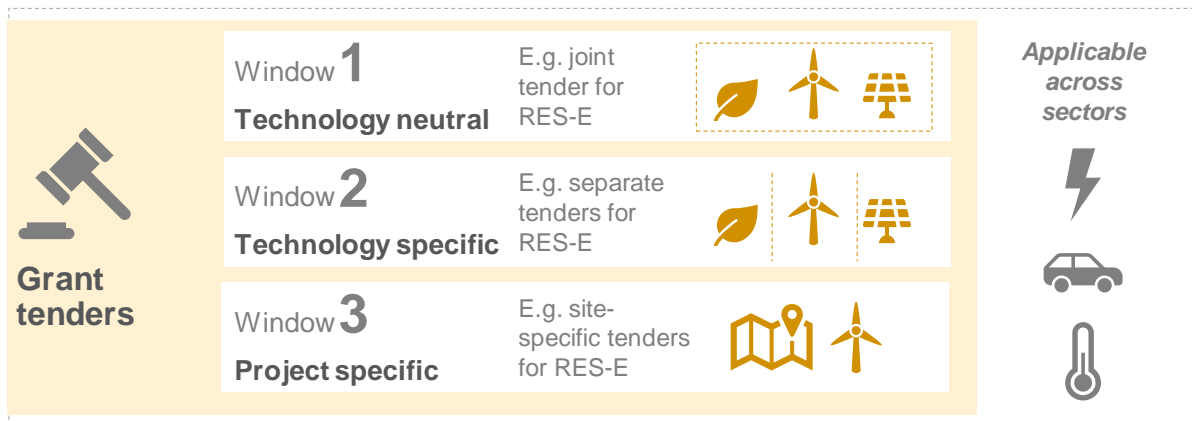 Grant
tenders
Window 1
Technology neutral
E.g. joint
tender for
RES-E
Window 2
Technology specific
E.g. separate
tenders for
RES-E
Window 3
Project specific
E.g. site-
specific tenders
for RES-E
Applicable
across
sectors